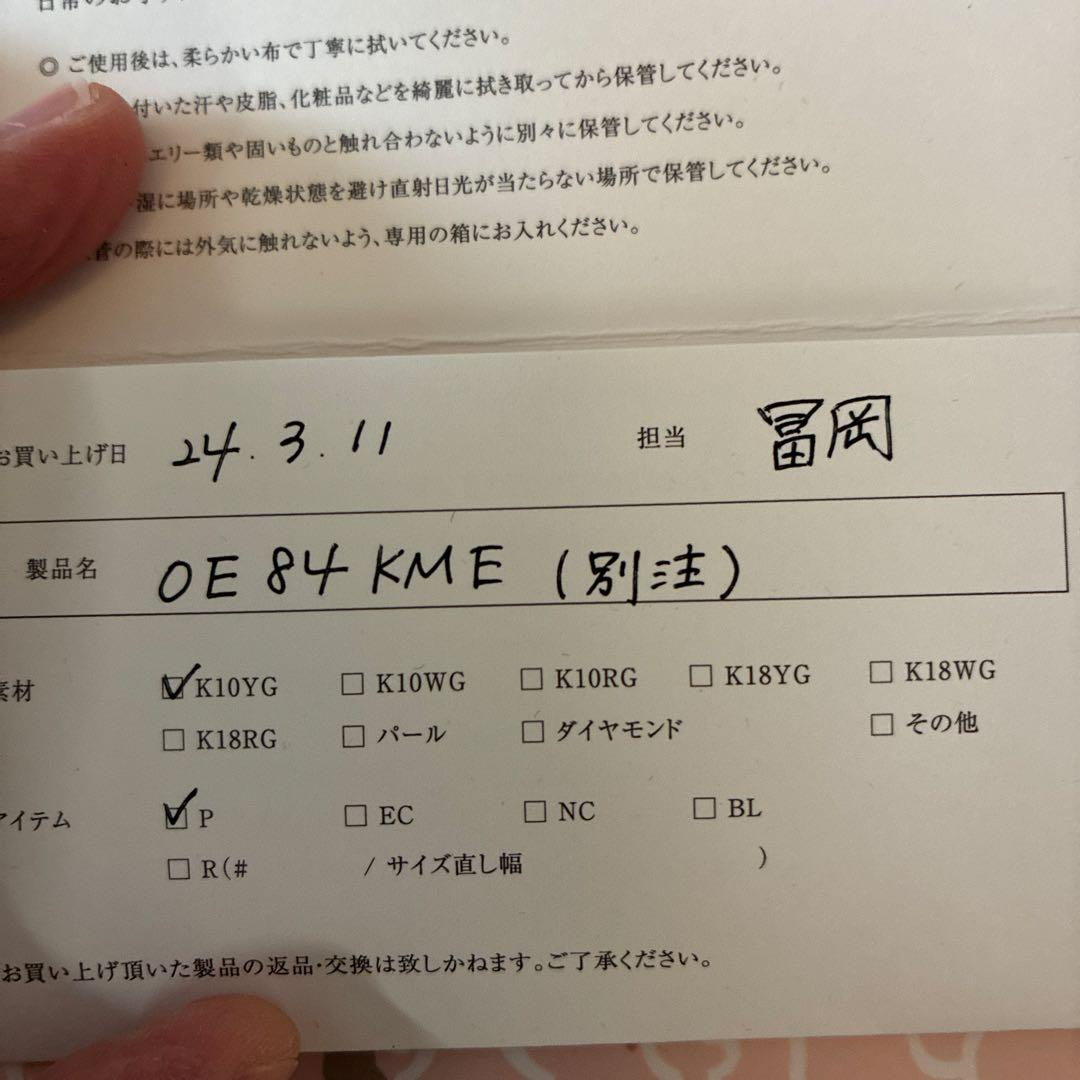 日常のお
◎ ご使用後は、柔らかい布で丁寧に拭いてください。
付いた汗や皮脂、化粧品などを綺麗に拭き取ってから保管してください。
エリー類や固いものと触れ合わないように別々に保管してください。
湿に場所や乾燥状態を避け直射日光が当たらない場所で保管してください。
管の際には外気に触れないよう、専用の箱にお入れください。
お買い上げ日 24.3.11 担当 冨岡
製品名 OE84KME (別注)
素材 ☑ K10YG □ K10WG □ K10RG □ K18YG □ K18WG
□ K18RG □ パール □ ダイヤモンド □ その他
アイテム ☑ P □ EC □ NC □ BL
□ R(# / サイズ直し幅 )
お買い上げ頂いた製品の返品・交換は致しかねます。ご了承ください。